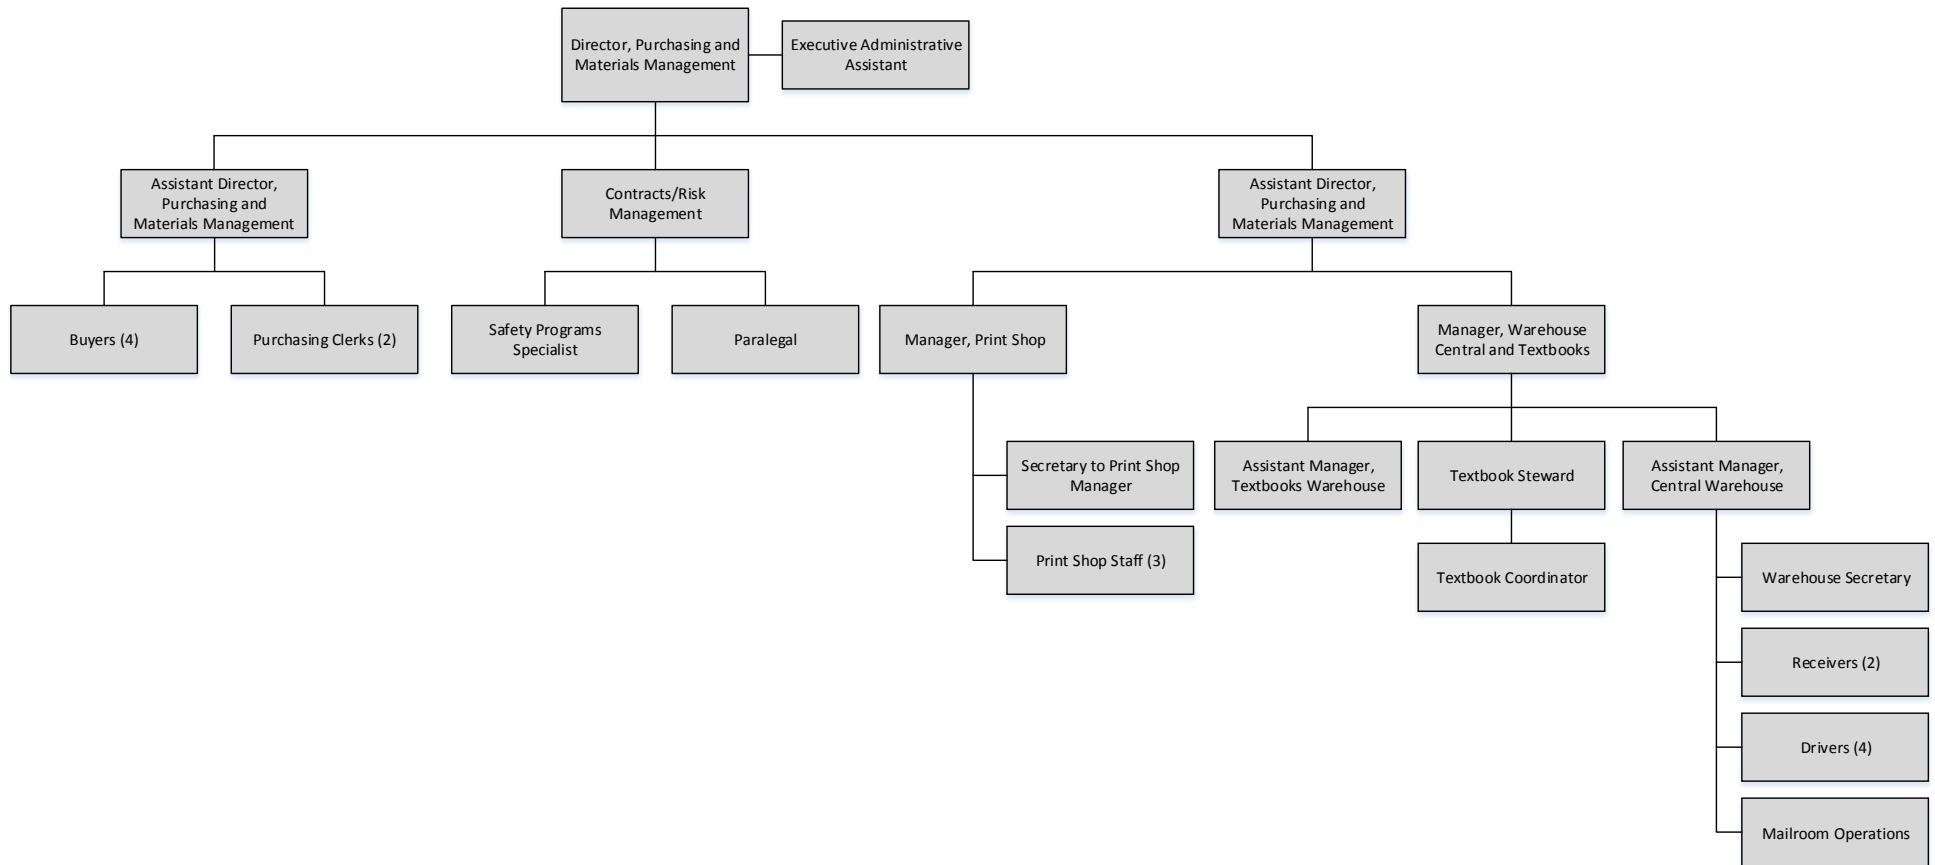 Director, Purchasing and
Materials Management
Executive Administrative
Assistant
Assistant Director,
Purchasing and
Materials Management
Contracts/Risk
Management
Assistant Director,
Purchasing and
Materials Management
Buyers (4)
Purchasing Clerks (2)
Safety Programs
Specialist
Paralegal
Manager, Print Shop
Manager, Warehouse
Central and Textbooks
Secretary to Print Shop
Manager
Assistant Manager,
Textbooks Warehouse
Textbook Steward
Assistant Manager,
Central Warehouse
Print Shop Staff (3)
Textbook Coordinator
Warehouse Secretary
Receivers (2)
Drivers (4)
Mailroom Operations